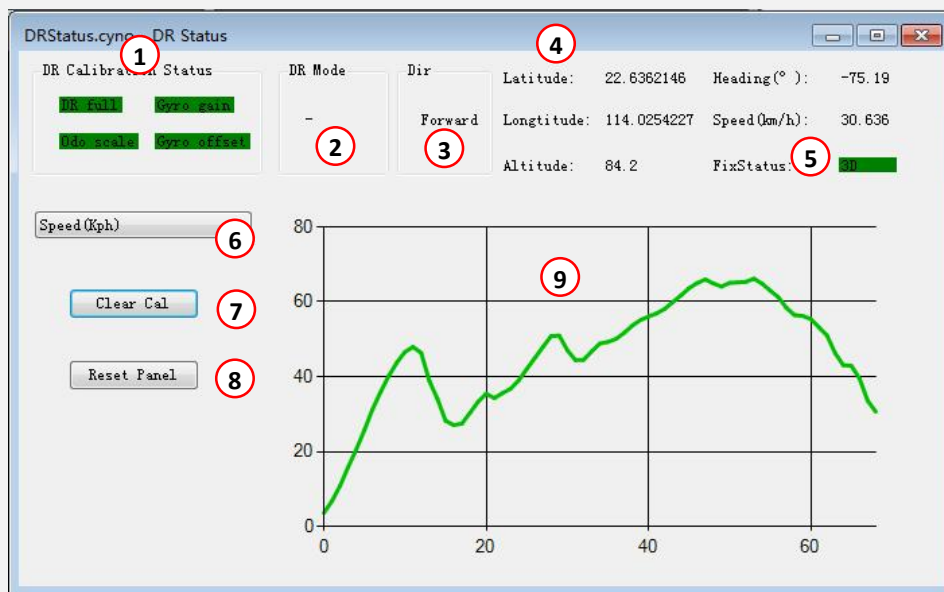 DRStatus.cyno - DR Status
1
4
DR Calibration Status DR Mode Dir Latitude: 22.6362146 Heading(° ): -75.19
DR full Gyro gain
- Forward Longtitude: 114.0254227 Speed(km/h): 30.636
Odo scale Gyro offset
2 3 5
Altitude: 84.2 FixStatus: 3D
Speed(Kph)
6
80
9
Clear Cal
7
60
Reset Panel
8
40
20
0
0 20 40 60